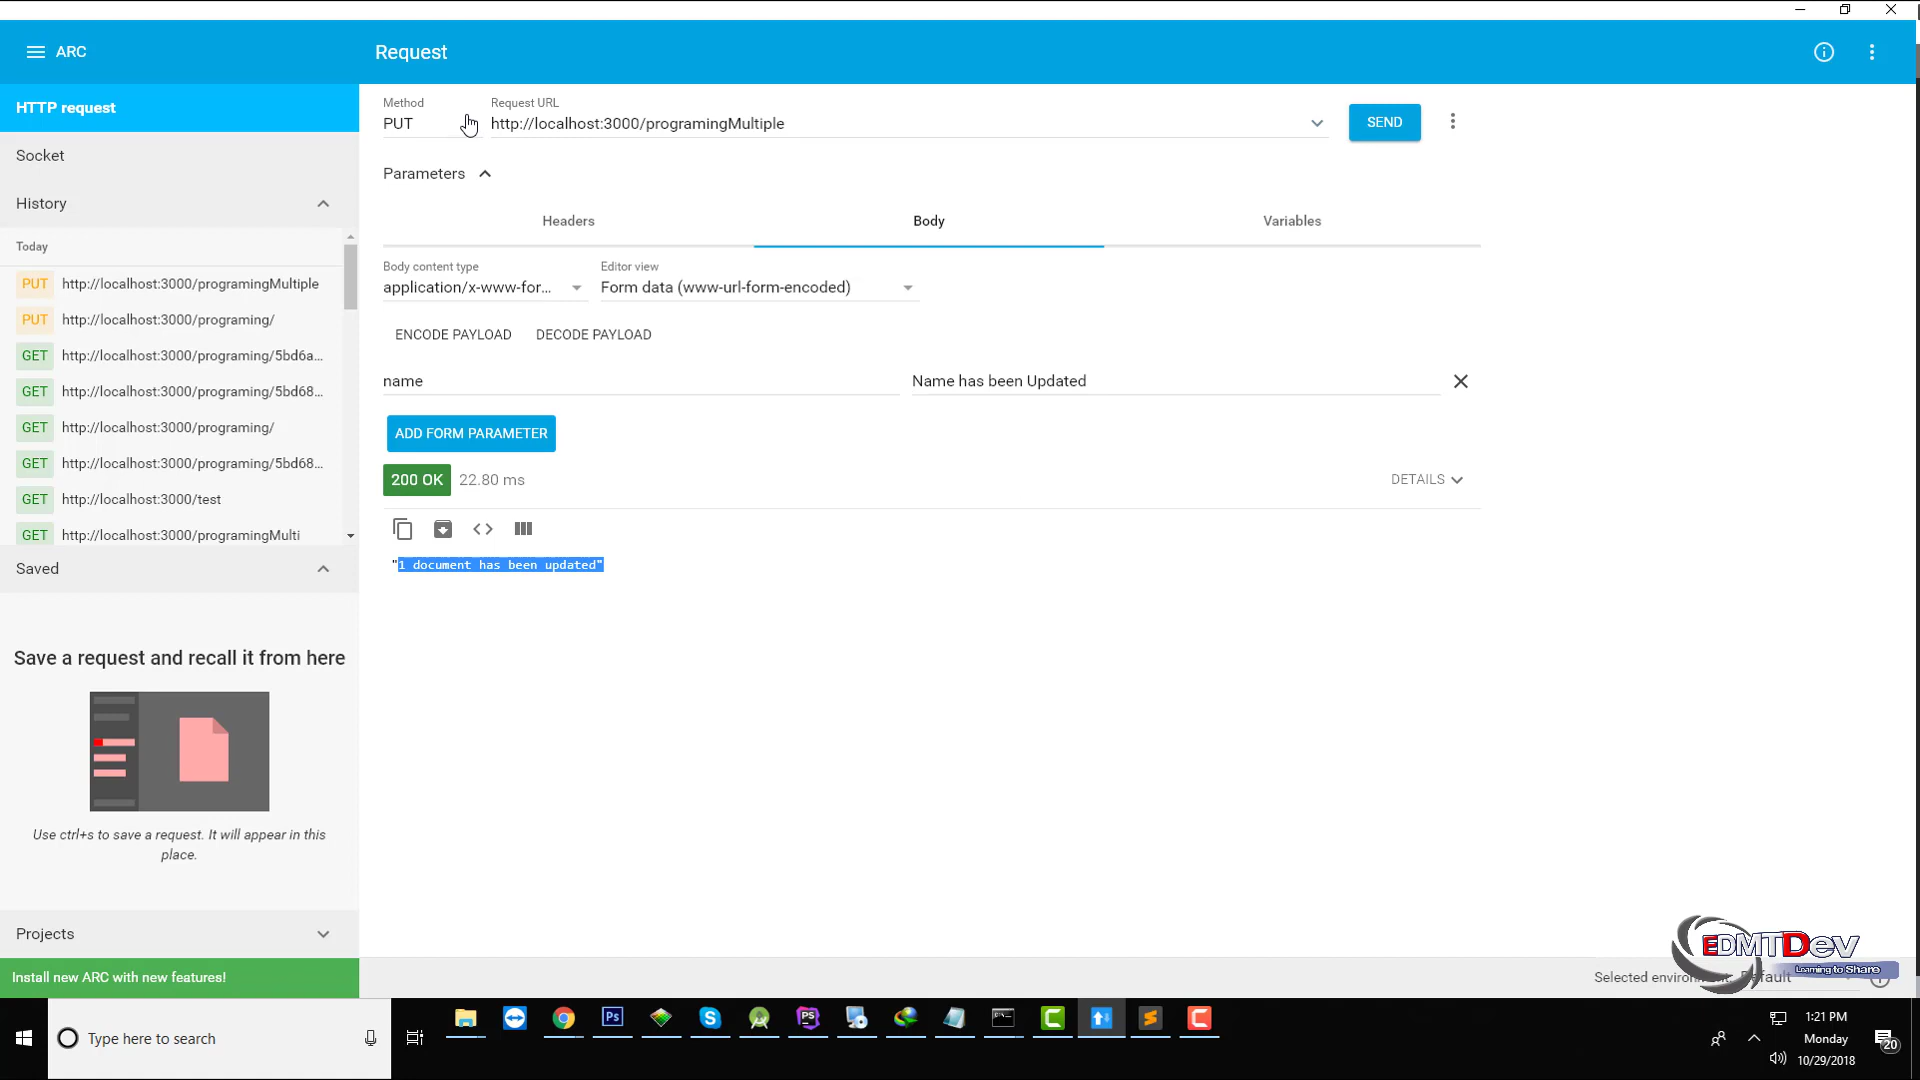 ARC
Request
HTTP request
Socket
History
Today
PUT http://localhost:3000/programingMultiple
PUT http://localhost:3000/programing/
GET http://localhost:3000/programing/5bd6a...
GET http://localhost:3000/programing/5bd68...
GET http://localhost:3000/programing/
GET http://localhost:3000/programing/5bd68...
GET http://localhost:3000/test
GET http://localhost:3000/programingMulti
Saved
Save a request and recall it from here
Use ctrl+s to save a request. It will appear in this
place.
Projects
Install new ARC with new features!
Method
PUT
Request URL
http://localhost:3000/programingMultiple
SEND
Parameters
Headers
Body
Variables
Body content type
application/x-www-for...
Editor view
Form data (www-url-form-encoded)
ENCODE PAYLOAD
DECODE PAYLOAD
name
Name has been Updated
ADD FORM PARAMETER
200 OK
22.80 ms
DETAILS
"1 document has been updated"
EDMTDev
Learning to Share
Selected
Type here to search
Ps
PS
1:21 PM
Monday
10/29/2018
20